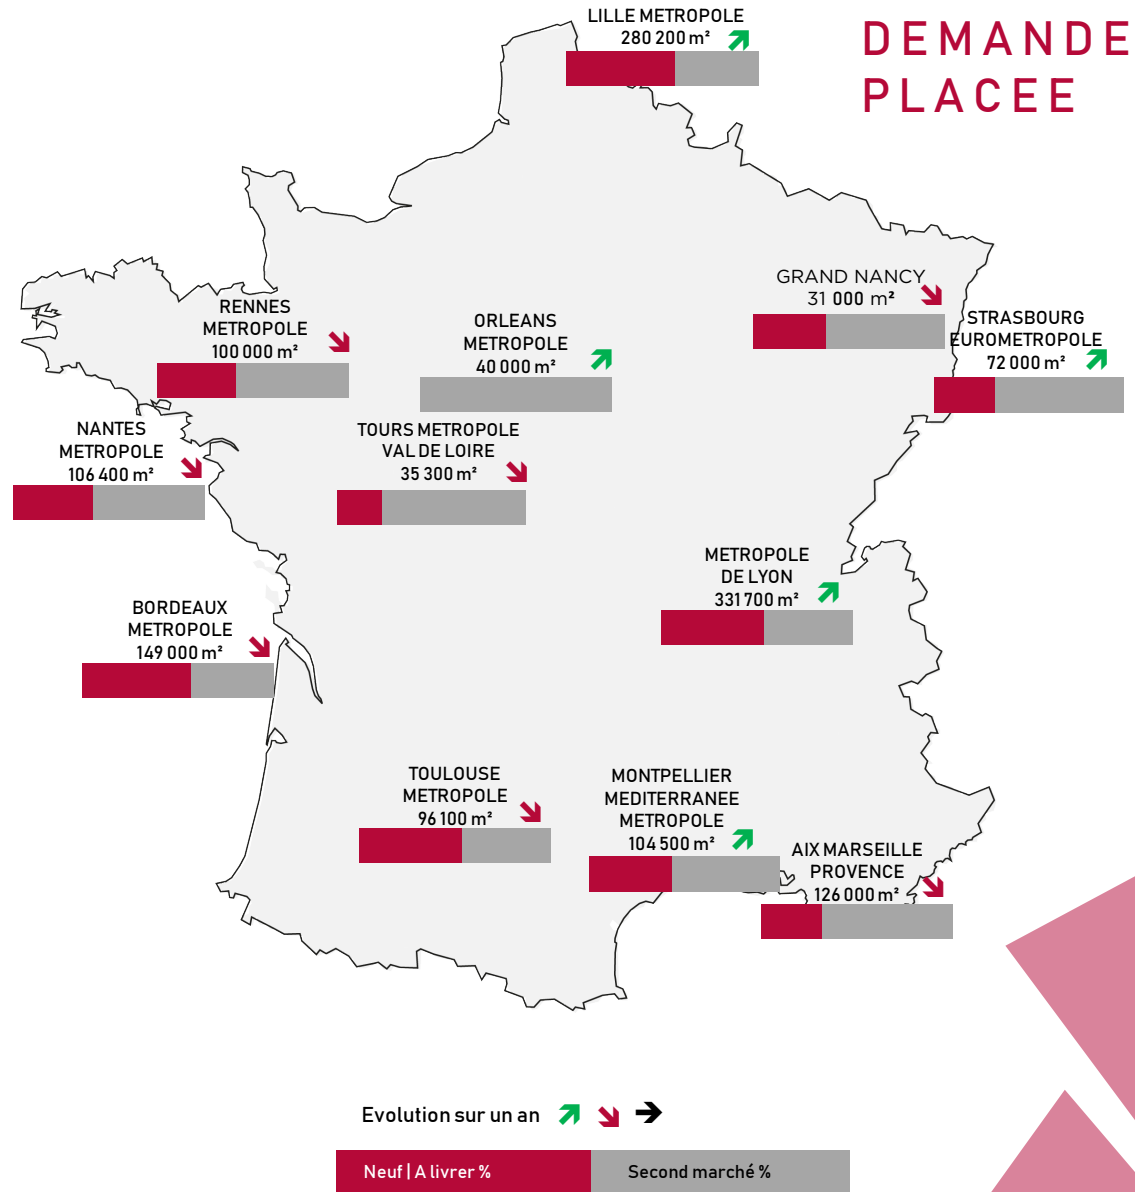 DEMANDE
PLACEE
LILLE METROPOLE
280 200 m²
GRAND NANCY
31 000 m²
STRASBOURG
EUROMETROPOLE
72 000 m²
RENNES
METROPOLE
100 000 m²
ORLEANS
METROPOLE
40 000 m²
NANTES
METROPOLE
106 400 m²
TOURS METROPOLE
VAL DE LOIRE
35 300 m²
METROPOLE
DE LYON
331 700 m²
BORDEAUX
METROPOLE
149 000 m²
TOULOUSE
METROPOLE
96 100 m²
MONTPELLIER
MEDITERRANEE
METROPOLE
104 500 m²
AIX MARSEILLE
PROVENCE
126 000 m²
Evolution sur un an
Neuf | A livrer %
Second marché %